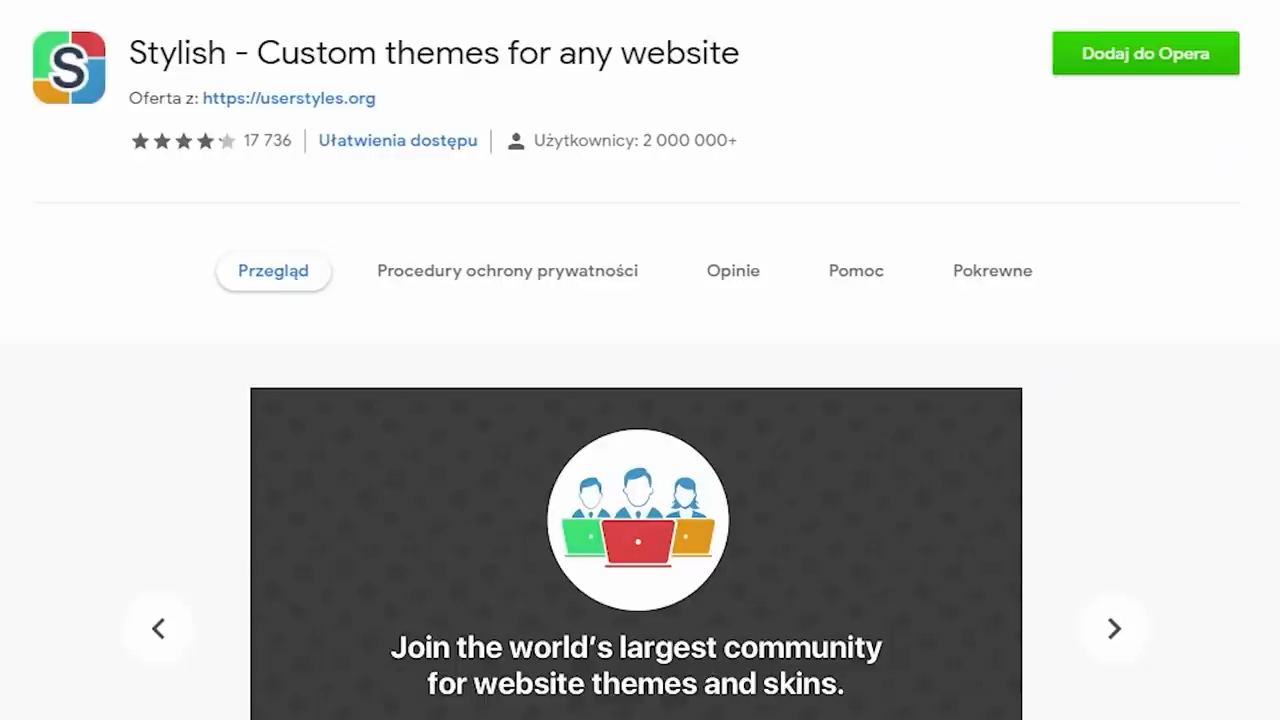 S
Stylish - Custom themes for any website
Dodaj do Opera
Oferta z: https://userstyles.org
17 736 Ułatwienia dostępu Użytkownicy: 2 000 000+
Przegląd Procedury ochrony prywatności Opinie Pomoc Pokrewne
Join the world's largest community
for website themes and skins.